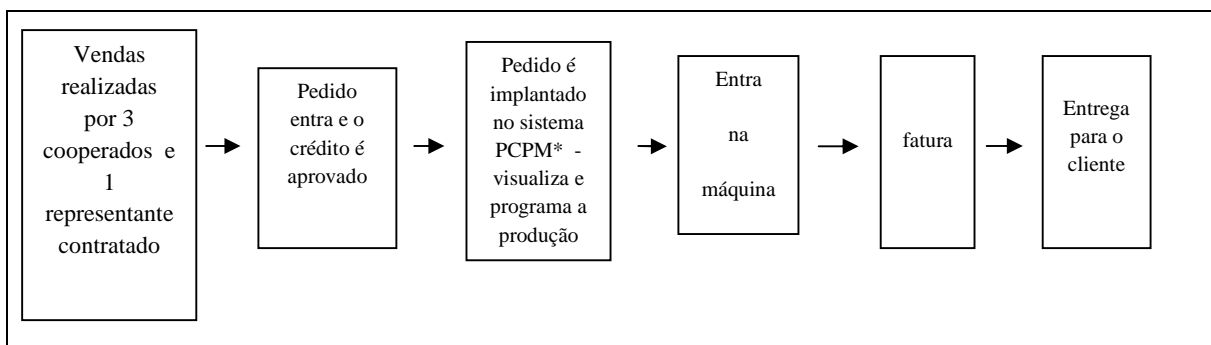 Vendas
realizadas
por 3
cooperados e
1
representante
contratado
Pedido
entra e o
crédito é
aprovado
Pedido é
implantado
no sistema
PCPM* -
visualiza e
programa a
produção
Entra
na
máquina
fatura
Entrega
para o
cliente